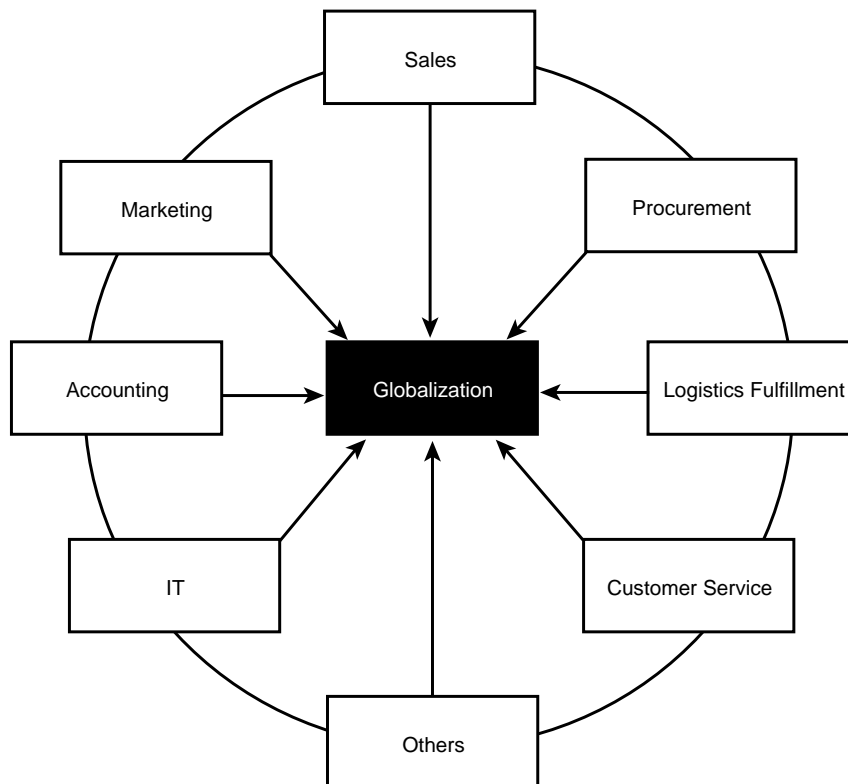 Sales
Marketing
Procurement
Accounting
Globalization
Logistics Fulfillment
IT
Customer Service
Others